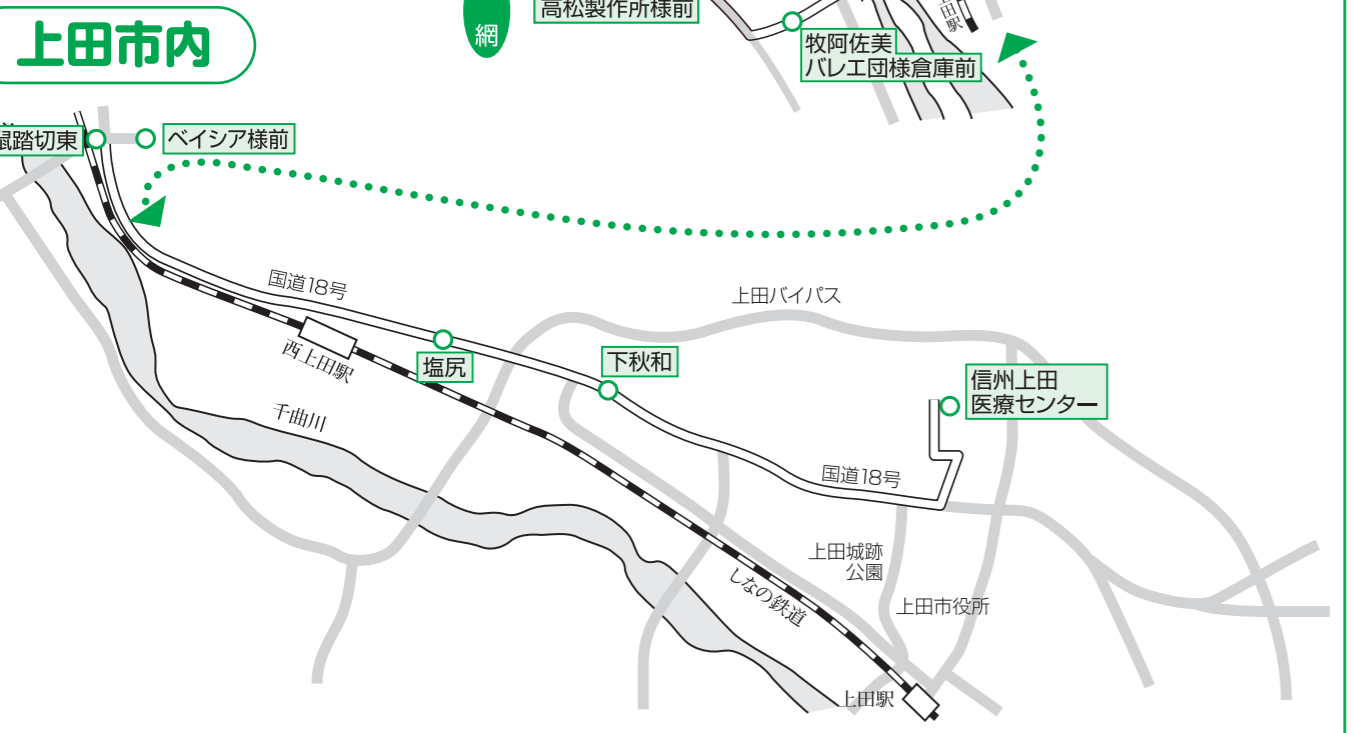 高松製作所様前
上田市内
網
牧阿佐美
バレエ団様倉庫前
田駅
鼠踏切東
ベイシア様前
国道18号
上田バイパス
西上田駅
塩尻
下秋和
信州上田
医療センター
千曲川
国道18号
上田城跡
公園
しなの鉄道
上田市役所
上田駅